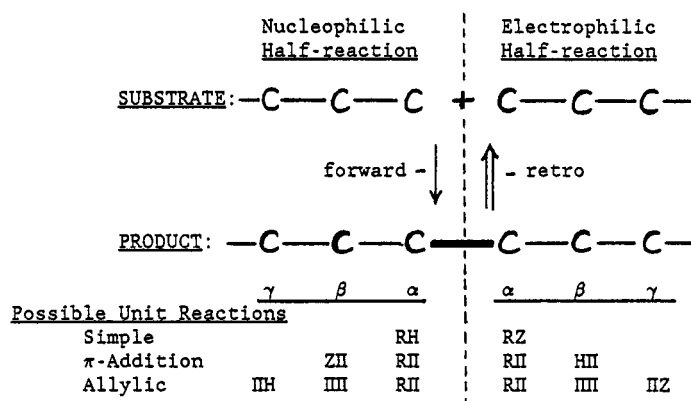 Nucleophilic Electrophilic
Half-reaction Half-reaction
SUBSTRATE: -C-C-C + C-C-C-
forward - - retro
PRODUCT: -C-C-C-C-C-C-
γ β α α β γ
Possible Unit Reactions
Simple RH RZ
π-Addition ZΠ RΠ RΠ HΠ
Allylic ΠH ΠΠ RΠ RΠ ΠΠ ΠZ